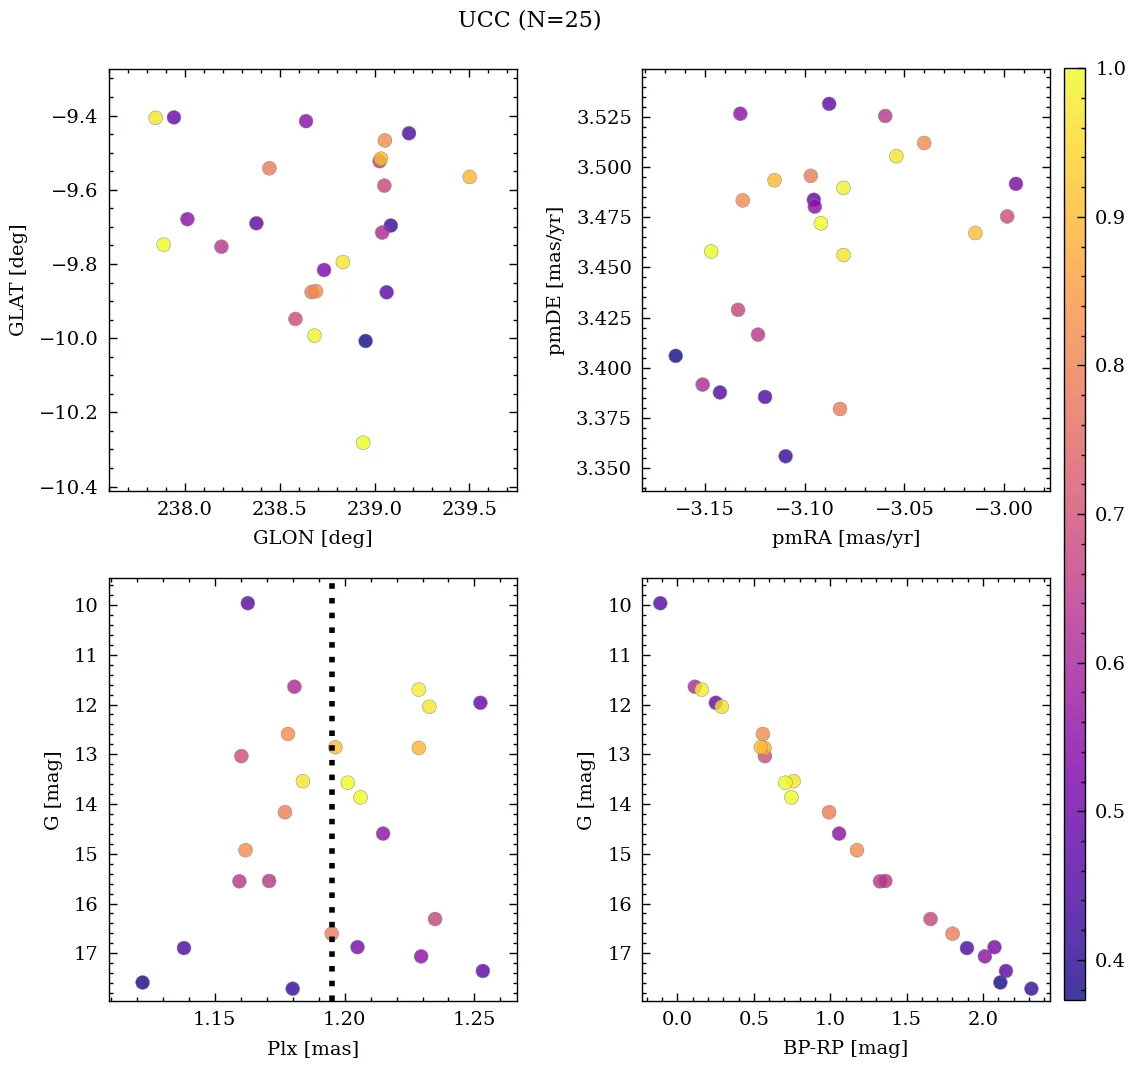 UCC (N=25)
−9.4
−9.6
−9.8
−10.0
−10.2
−10.4
238.0 238.5 239.0 239.5
GLON [deg]
GLAT [deg]
3.525
3.500
3.475
3.450
3.425
3.400
3.375
3.350
−3.15 −3.10 −3.05 −3.00
pmRA [mas/yr]
pmDE [mas/yr]
10
11
12
13
14
15
16
17
1.15 1.20 1.25
Plx [mas]
G [mag]
10
11
12
13
14
15
16
17
0.0 0.5 1.0 1.5 2.0
BP-RP [mag]
G [mag]
1.0
0.9
0.8
0.7
0.6
0.5
0.4